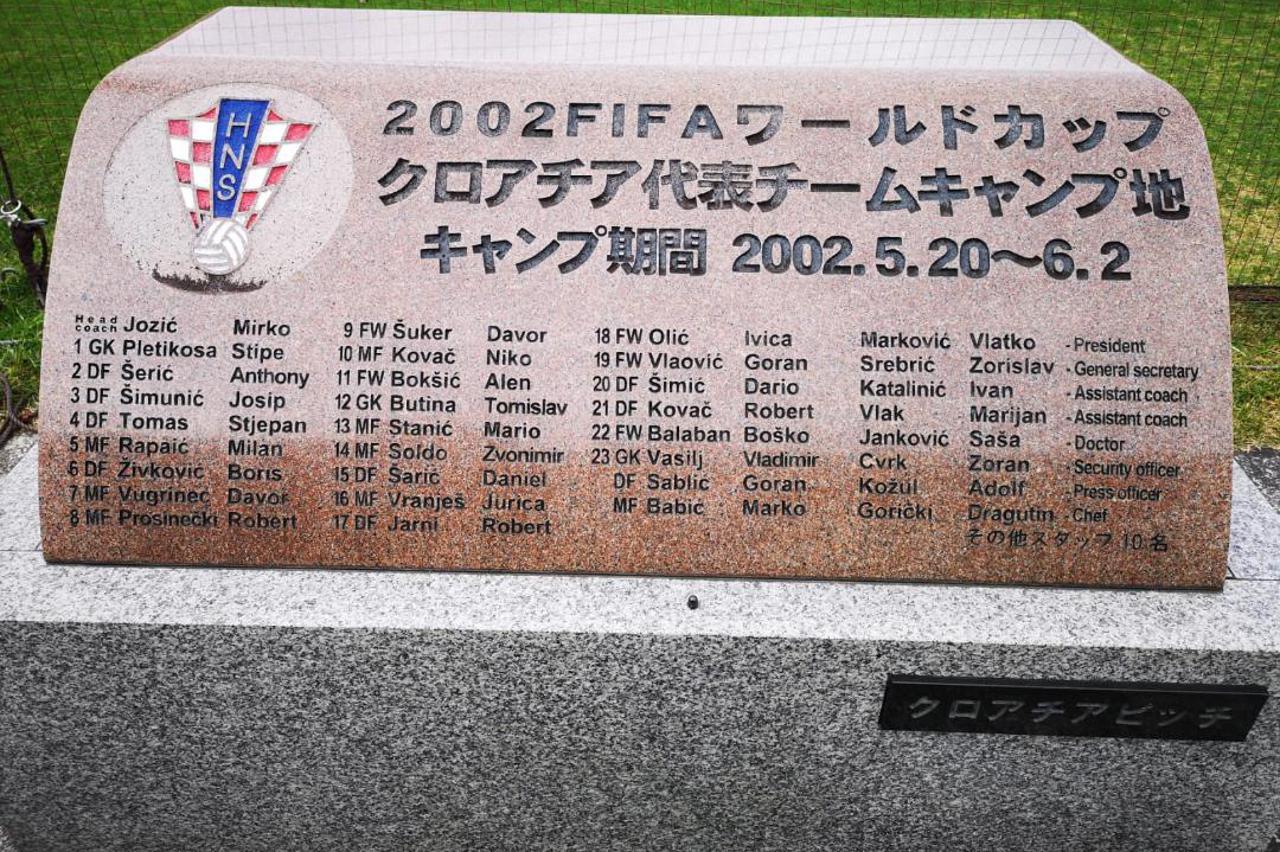 HNS
2002FIFAワールドカップ
クロアチア代表チームキャンプ地
キャンプ期間 2002.5.20〜6.2
Head coach Jozić Mirko
1 GK Pletikosa Stipe
2 DF Šerić Anthony
3 DF Šimunić Josip
4 DF Tomas Stjepan
5 MF Rapaić Milan
6 DF Živković Boris
7 MF Vugrinec Davor
8 MF Prosinečki Robert
9 FW Šuker Davor
10 MF Kovač Niko
11 FW Bokšić Alen
12 GK Butina Tomislav
13 MF Stanić Mario
14 MF Soldo Zvonimir
15 DF Šarić Daniel
16 MF Vranješ Jurica
17 DF Jarni Robert
18 FW Olić Ivica
19 FW Vlaović Goran
20 DF Šimić Dario
21 DF Kovač Robert
22 FW Balaban Boško
23 GK Vasilj Vladimir
DF Sablić Goran
MF Babić Marko
Marković Vlatko - President
Srebrić Zorislav - General secretary
Katalinić Ivan - Assistant coach
Vlak Marijan - Assistant coach
Janković Saša - Doctor
Cvrk Zoran - Security officer
Kožul Adolf - Press officer
Gorički Dragutin - Chef
その他スタッフ10名
クロアチアピッチ